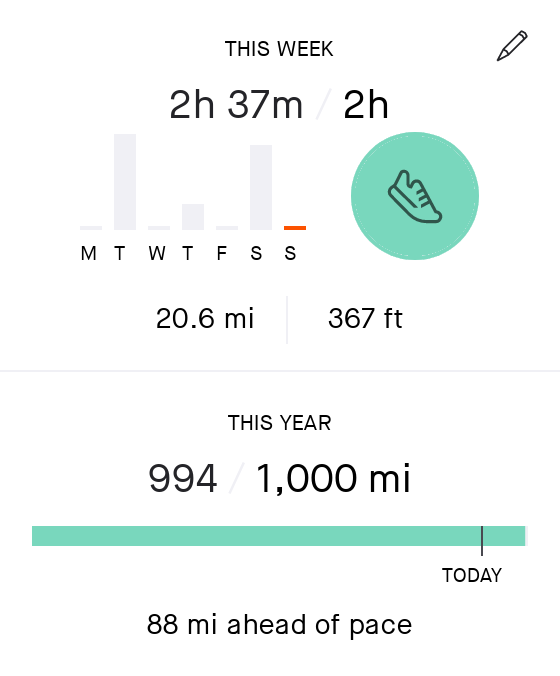 THIS WEEK
2h 37m / 2h
M T W T F S S
20.6 mi 367 ft
THIS YEAR
994 / 1,000 mi
TODAY
88 mi ahead of pace